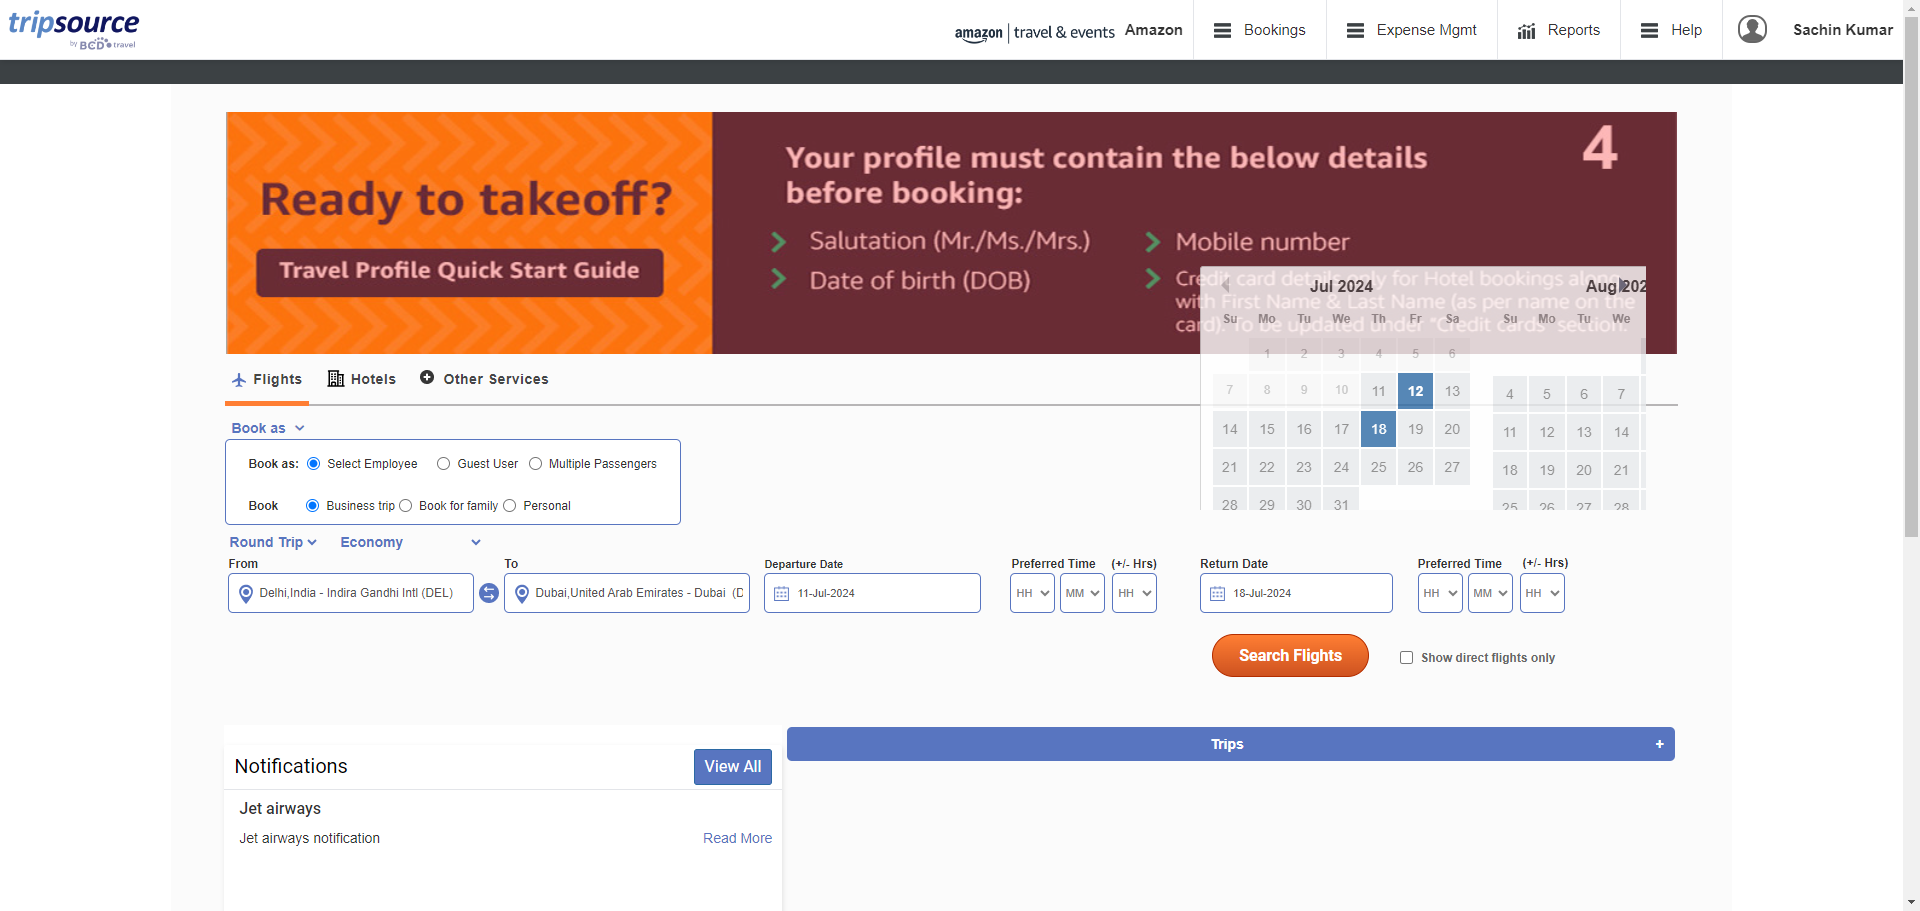 tripsource
by BCD travel
amazon | travel & events Amazon
Bookings
Expense Mgmt
Reports
Help
Sachin Kumar
Ready to takeoff?
Travel Profile Quick Start Guide
Your profile must contain the below details
before booking:
4
Salutation (Mr./Ms./Mrs.)
Date of birth (DOB)
Mobile number
Credit card details only for Hotel bookings along
with First Name & Last Name (as per name on the
card). To be updated under "Credit cards" section.
Jul 2024
Aug 202
Su Mo Tu We Th Fr Sa
Su Mo Tu We
1 2 3 4 5 6
7 8 9 10 11 12 13
4 5 6 7
14 15 16 17 18 19 20
11 12 13 14
21 22 23 24 25 26 27
18 19 20 21
28 29 30 31
25 26 27 28
Flights
Hotels
Other Services
Book as
Book as: Select Employee Guest User Multiple Passengers
Book Business trip Book for family Personal
Round Trip Economy
From To Departure Date Preferred Time (+/- Hrs) Return Date Preferred Time (+/- Hrs)
Delhi,India - Indira Gandhi Intl (DEL) Dubai,United Arab Emirates - Dubai (D 11-Jul-2024 HH MM HH 18-Jul-2024 HH MM HH
Search Flights
Show direct flights only
Trips +
Notifications
View All
Jet airways
Jet airways notification
Read More